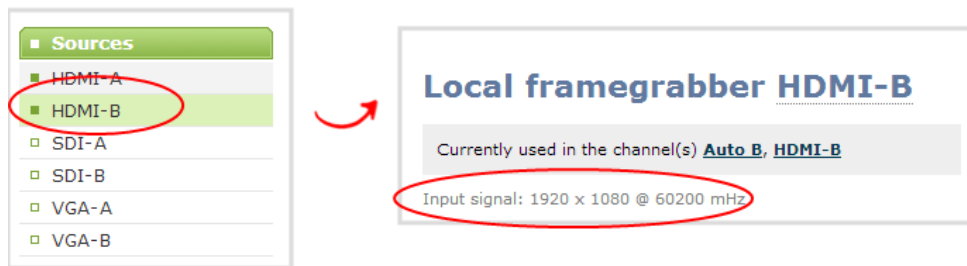 Sources
HDMI-A
HDMI-B
SDI-A
SDI-B
VGA-A
VGA-B
Local framegrabber HDMI-B
Currently used in the channel(s) Auto B, HDMI-B
Input signal: 1920 x 1080 @ 60200 mHz